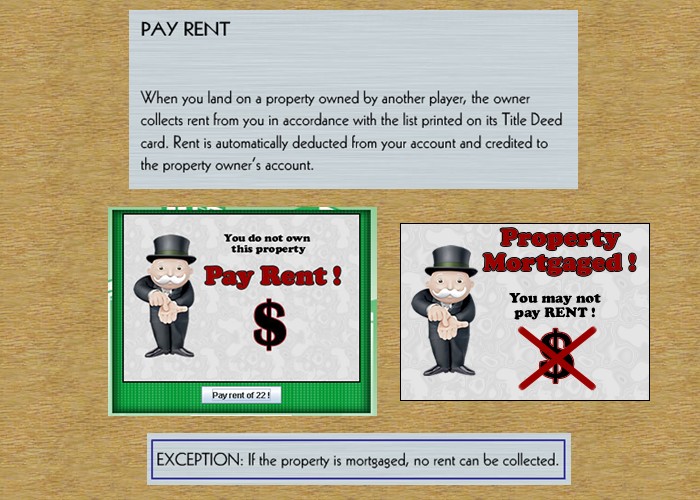 PAY RENT
When you land on a property owned by another player, the owner
collects rent from you in accordance with the list printed on its Title Deed
card. Rent is automatically deducted from your account and credited to
the property owner's account.
You do not own
this property
Pay Rent !
$
Pay rent of 22 !
Property
Mortgaged !
You may not
pay RENT !
$
EXCEPTION: If the property is mortgaged, no rent can be collected.